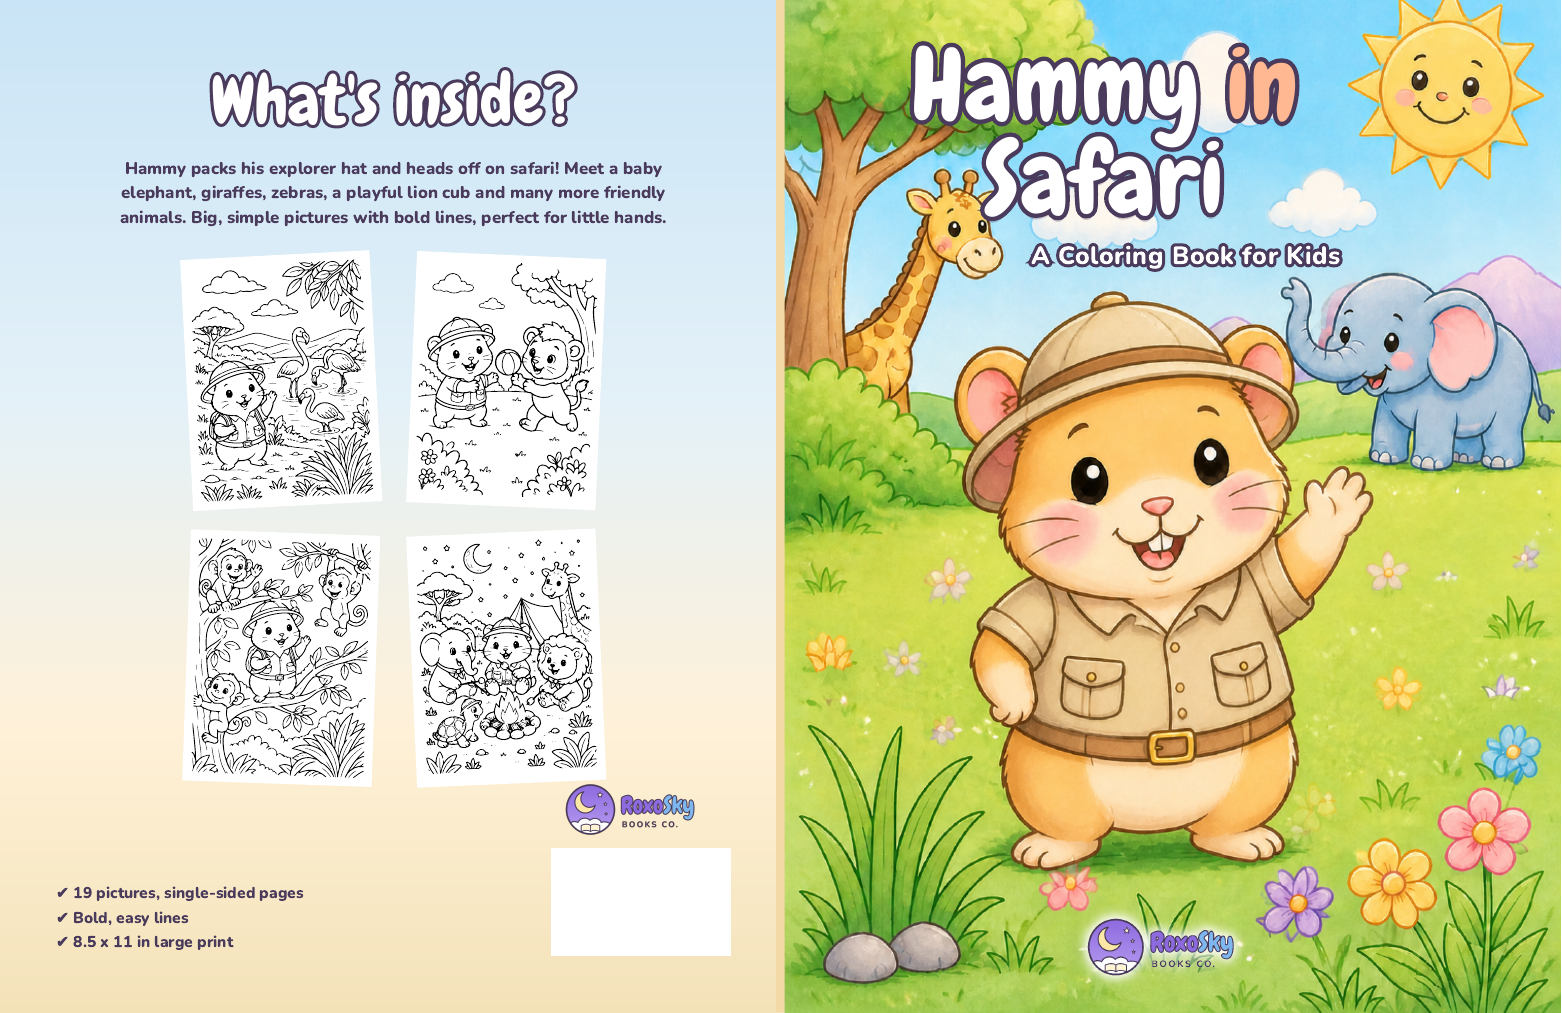 What's inside?
Hammy packs his explorer hat and heads off on safari! Meet a baby
elephant, giraffes, zebras, a playful lion cub and many more friendly
animals. Big, simple pictures with bold lines, perfect for little hands.
RoxoSky
BOOKS CO.
✔ 19 pictures, single-sided pages
✔ Bold, easy lines
✔ 8.5 x 11 in large print
Hammy in
Safari
A Coloring Book for Kids
RoxoSky
BOOKS CO.